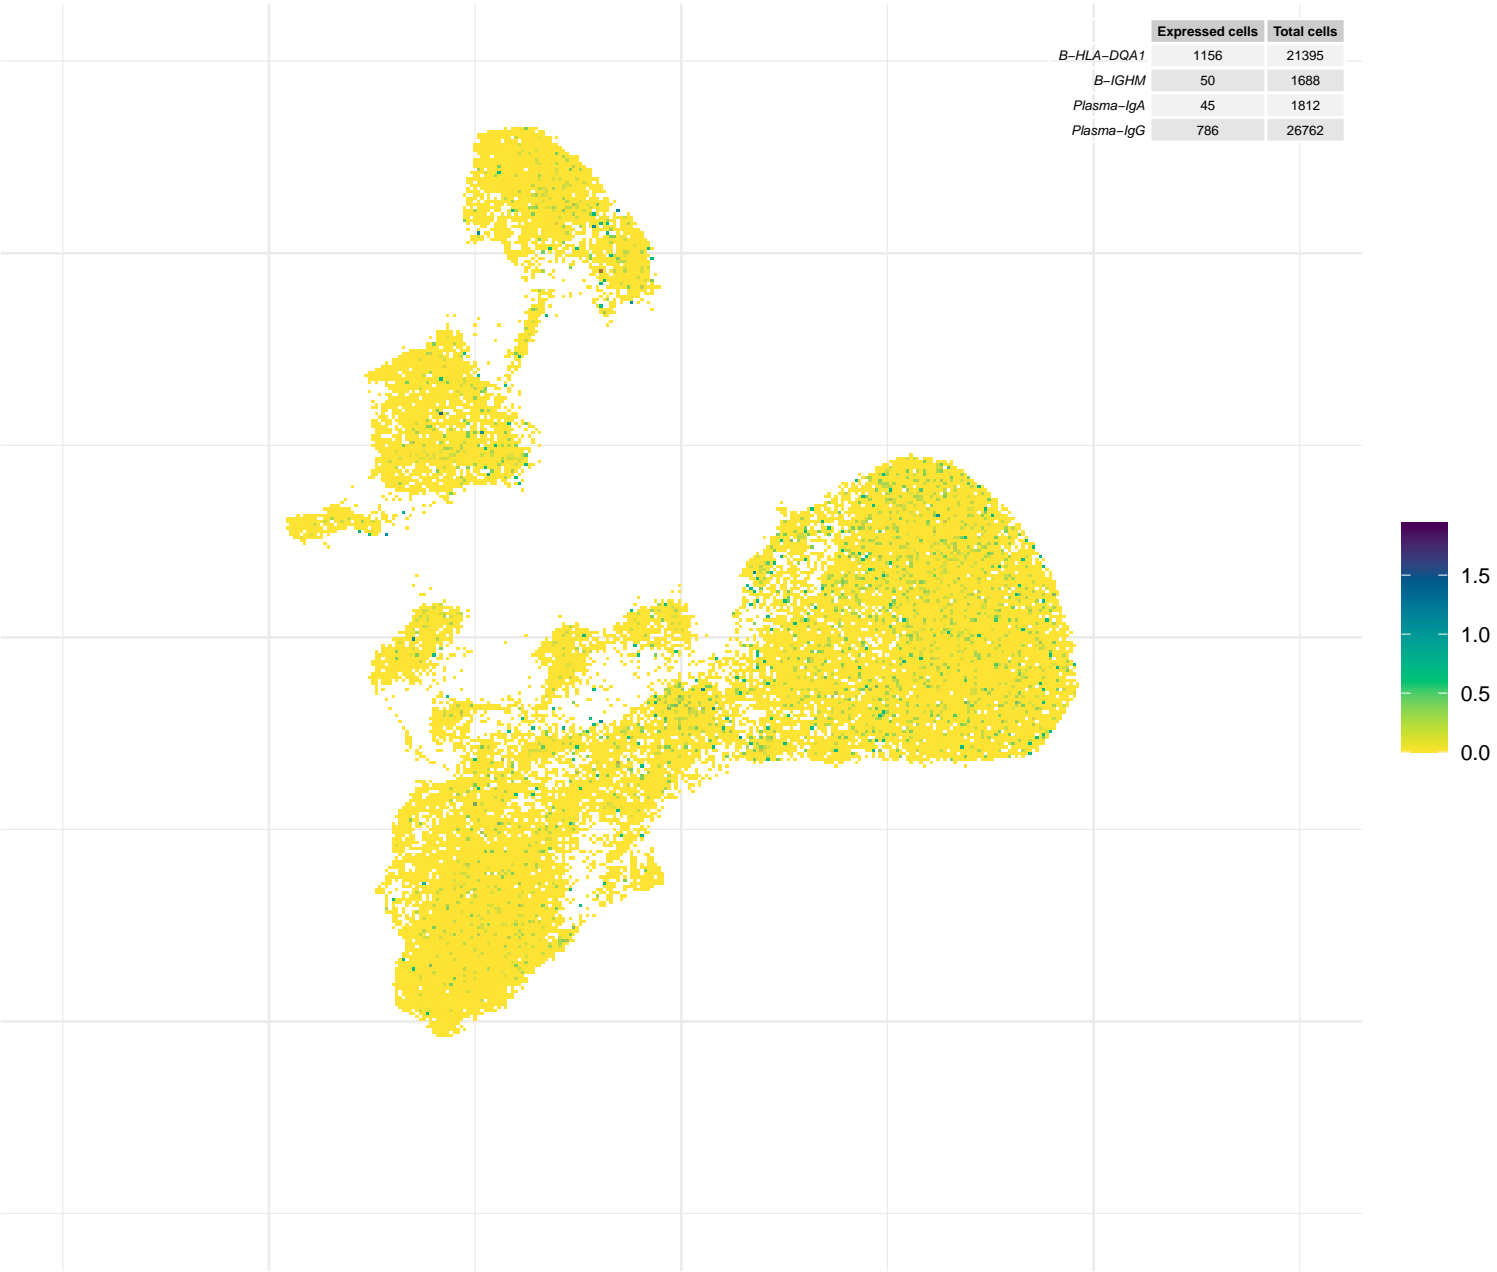 Expressed cells Total cells
B−HLA−DQA1 1156 21395
B−IGHM 50 1688
Plasma−IgA 45 1812
Plasma−IgG 786 26762
1.5
1.0
0.5
0.0